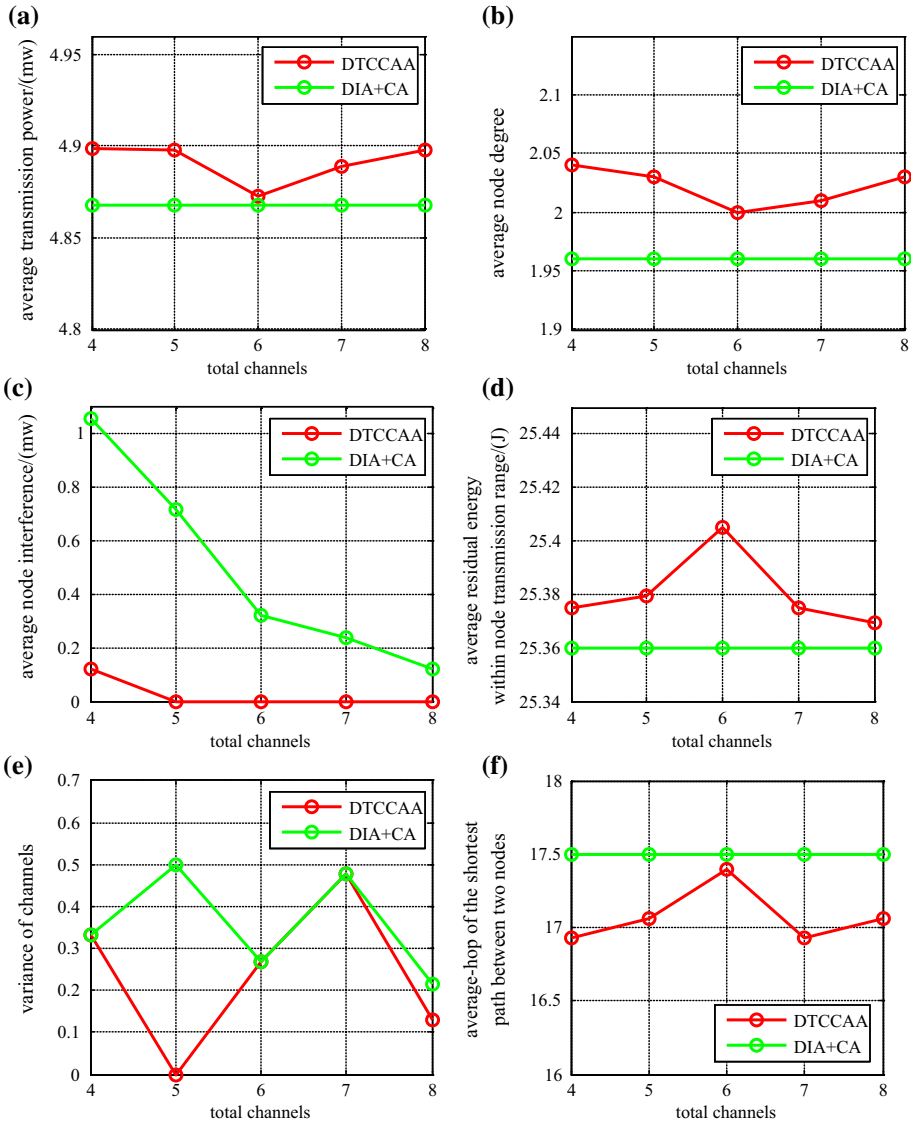 (a)
4.95
4.9
4.85
4.8
average transmission power/(mw)
DTCCAA
DIA+CA
4 5 6 7 8
total channels
(b)
2.1
2.05
2
1.95
1.9
average node degree
DTCCAA
DIA+CA
4 5 6 7 8
total channels
(c)
1
0.8
0.6
0.4
0.2
0
average node interference/(mw)
DTCCAA
DIA+CA
4 5 6 7 8
total channels
(d)
25.44
25.42
25.4
25.38
25.36
25.34
average residual energy
within node transmission range/(J)
DTCCAA
DIA+CA
4 5 6 7 8
total channels
(e)
0.7
0.6
0.5
0.4
0.3
0.2
0.1
0
variance of channels
DTCCAA
DIA+CA
4 5 6 7 8
total channels
(f)
18
17.5
17
16.5
16
average-hop of the shortest
path between two nodes
DTCCAA
DIA+CA
4 5 6 7 8
total channels